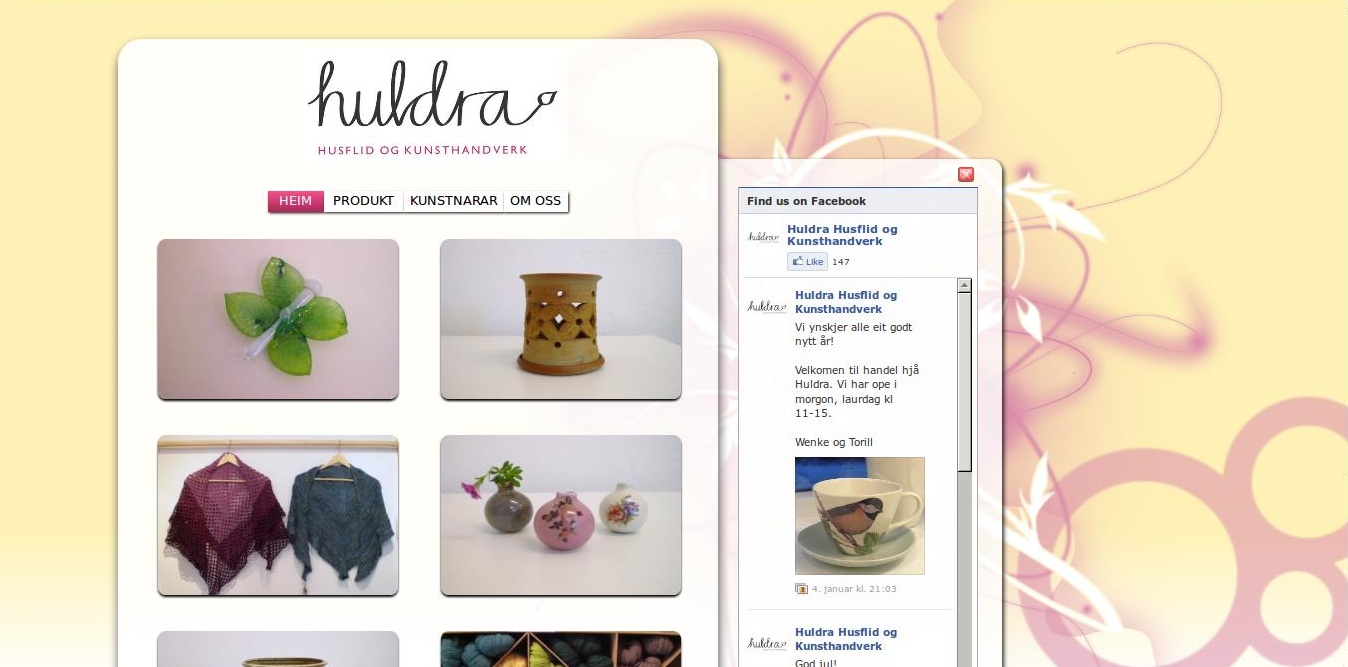 huldra
HUSFLID OG KUNSTHANDVERK
HEIM
PRODUKT
KUNSTNARAR
OM OSS
Find us on Facebook
huldra
Huldra Husflid og
Kunsthandverk
Like
147
huldra
Huldra Husflid og
Kunsthandverk
Vi ynskjer alle eit godt
nytt år!
Velkomen til handel hjå
Huldra. Vi har ope i
morgon, laurdag kl
11-15.
Wenke og Torill
4. januar kl. 21:03
huldra
Huldra Husflid og
Kunsthandverk
God jul!